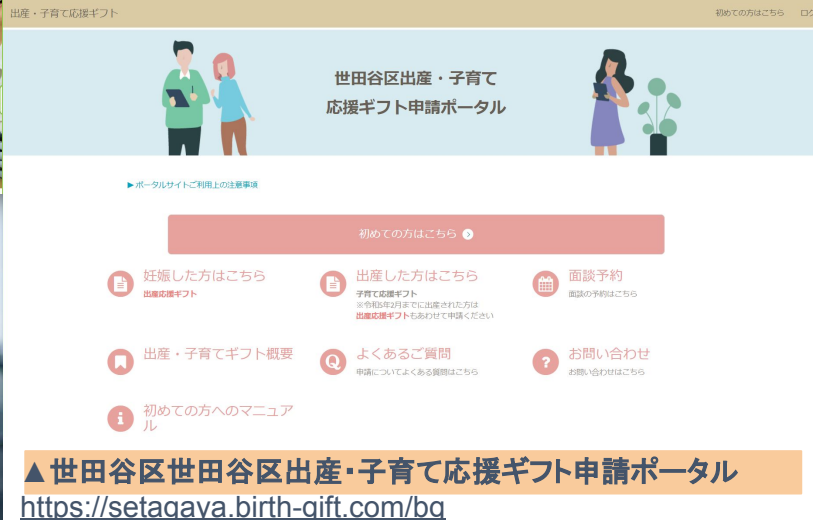 出産・子育て応援ギフト
初めての方はこちら
世田谷区出産・子育て
応援ギフト申請ポータル
▶ポータルサイトご利用上の注意事項
初めての方はこちら
妊娠した方はこちら
出産応援ギフト
出産した方はこちら
子育て応援ギフト
※令和5年2月までに出産された方は
出産応援ギフトもあわせて申請ください
面談予約
面談の予約はこちら
出産・子育てギフト概要
よくあるご質問
申請についてよくある質問はこちら
お問い合わせ
お問い合わせはこちら
初めての方へのマニュア
ル
▲世田谷区世田谷区出産・子育て応援ギフト申請ポータル
https://setagaya.birth-gift.com/bg